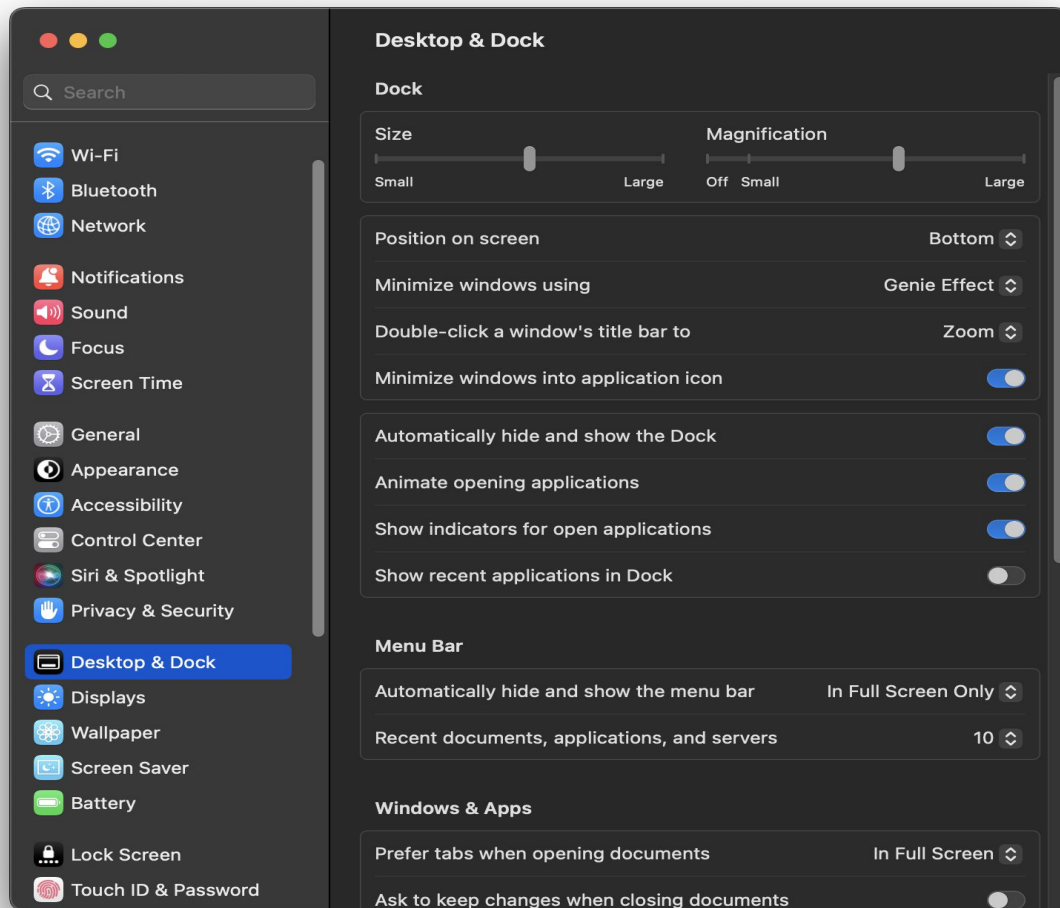 Search
Wi-Fi
Bluetooth
Network
Notifications
Sound
Focus
Screen Time
General
Appearance
Accessibility
Control Center
Siri & Spotlight
Privacy & Security
Desktop & Dock
Displays
Wallpaper
Screen Saver
Battery
Lock Screen
Touch ID & Password
Desktop & Dock
Dock
Size Magnification
Small Large Off Small Large
Position on screen Bottom
Minimize windows using Genie Effect
Double-click a window's title bar to Zoom
Minimize windows into application icon
Automatically hide and show the Dock
Animate opening applications
Show indicators for open applications
Show recent applications in Dock
Menu Bar
Automatically hide and show the menu bar In Full Screen Only
Recent documents, applications, and servers 10
Windows & Apps
Prefer tabs when opening documents In Full Screen
Ask to keep changes when closing documents